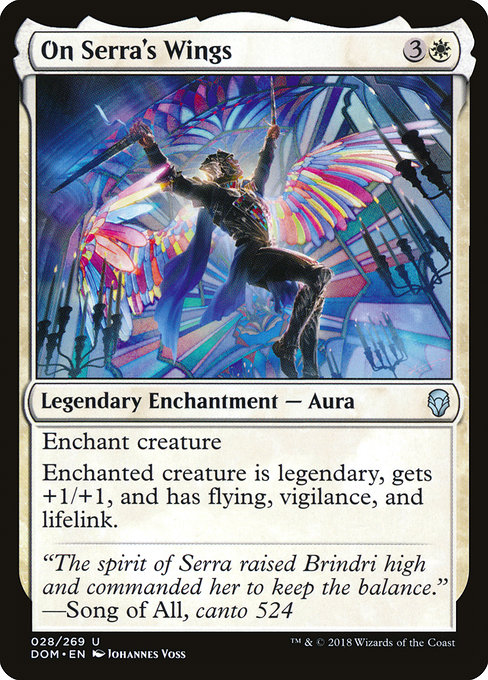 On Serra's Wings 3
Legendary Enchantment — Aura
Enchant creature
Enchanted creature is legendary, gets
+1/+1, and has flying, vigilance, and
lifelink.
"The spirit of Serra raised Brindri high
and commanded her to keep the balance."
—Song of All, canto 524
028/269 U
DOM • EN Johannes Voss
™ & © 2018 Wizards of the Coast